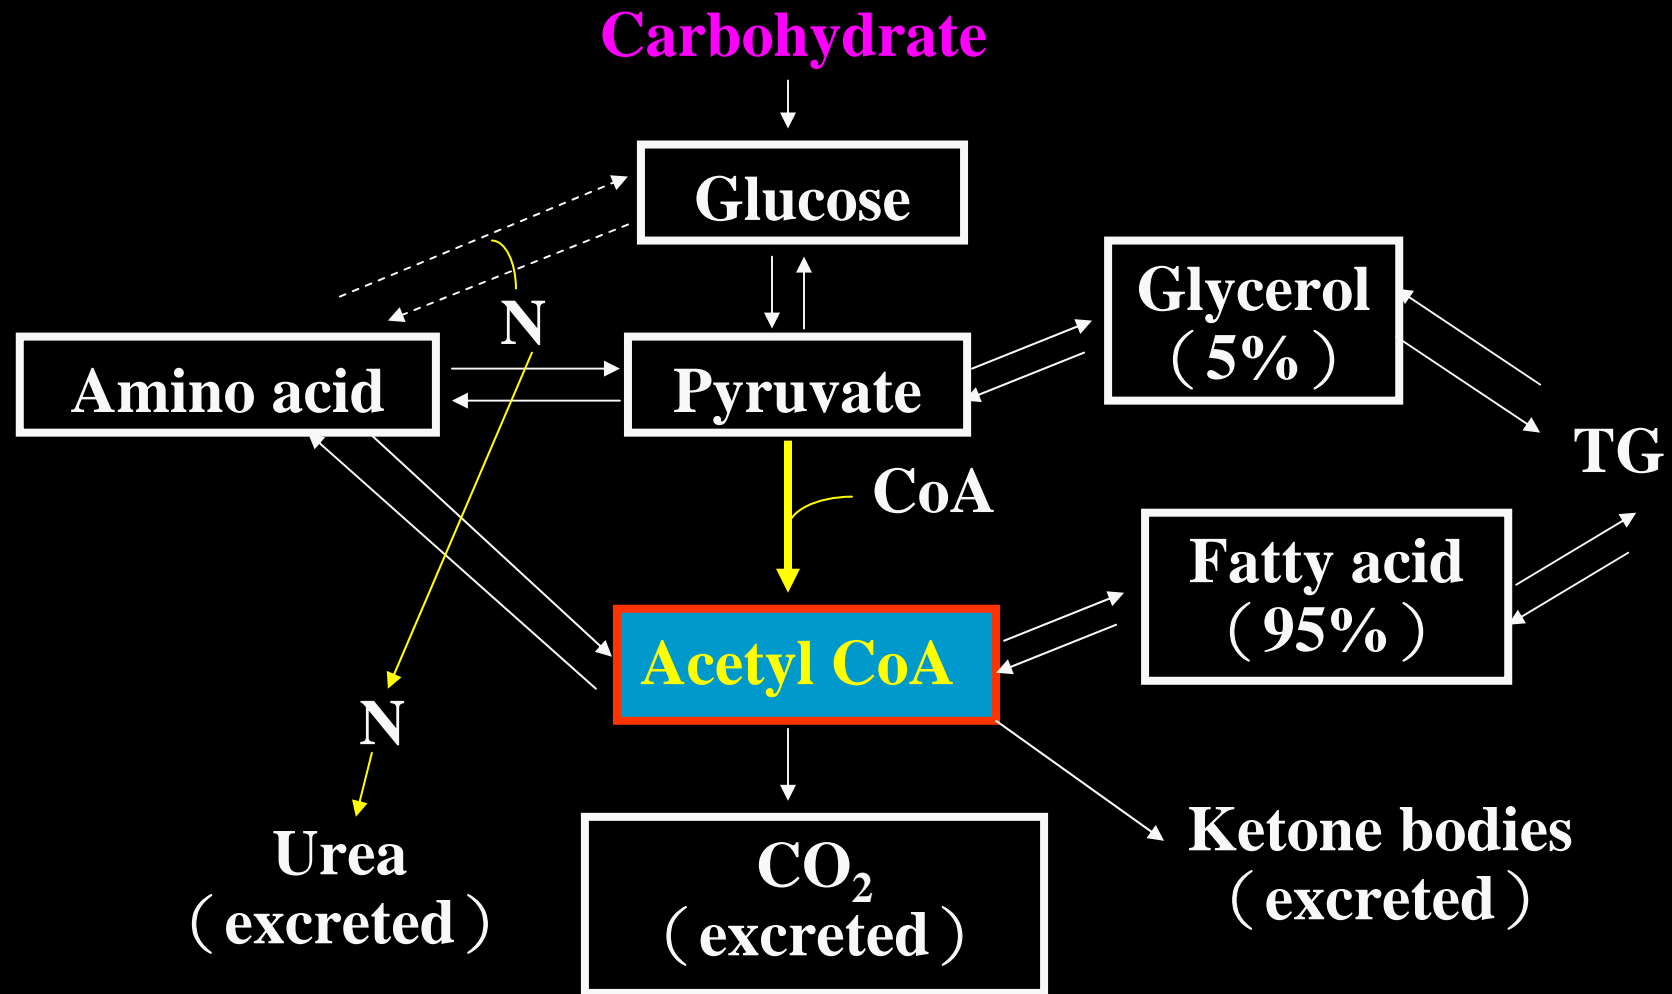 Carbohydrate
Glucose
Glycerol
（5%）
N
Amino acid
Pyruvate
TG
CoA
Fatty acid
（95%）
Acetyl CoA
N
Urea
（excreted）
CO₂
（excreted）
Ketone bodies
（excreted）